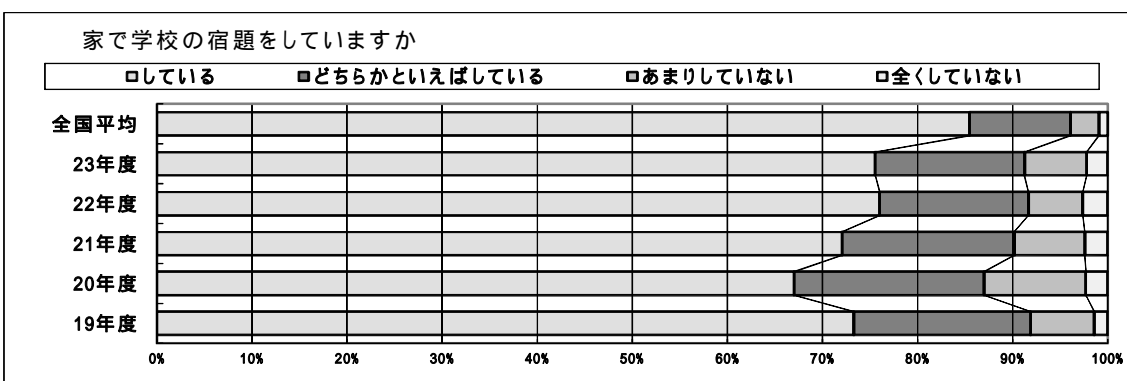 家で学校の宿題をしていますか
□している ■どちらかといえばしている □あまりしていない □全くしていない
全国平均
23年度
22年度
21年度
20年度
19年度
0% 10% 20% 30% 40% 50% 60% 70% 80% 90% 100%